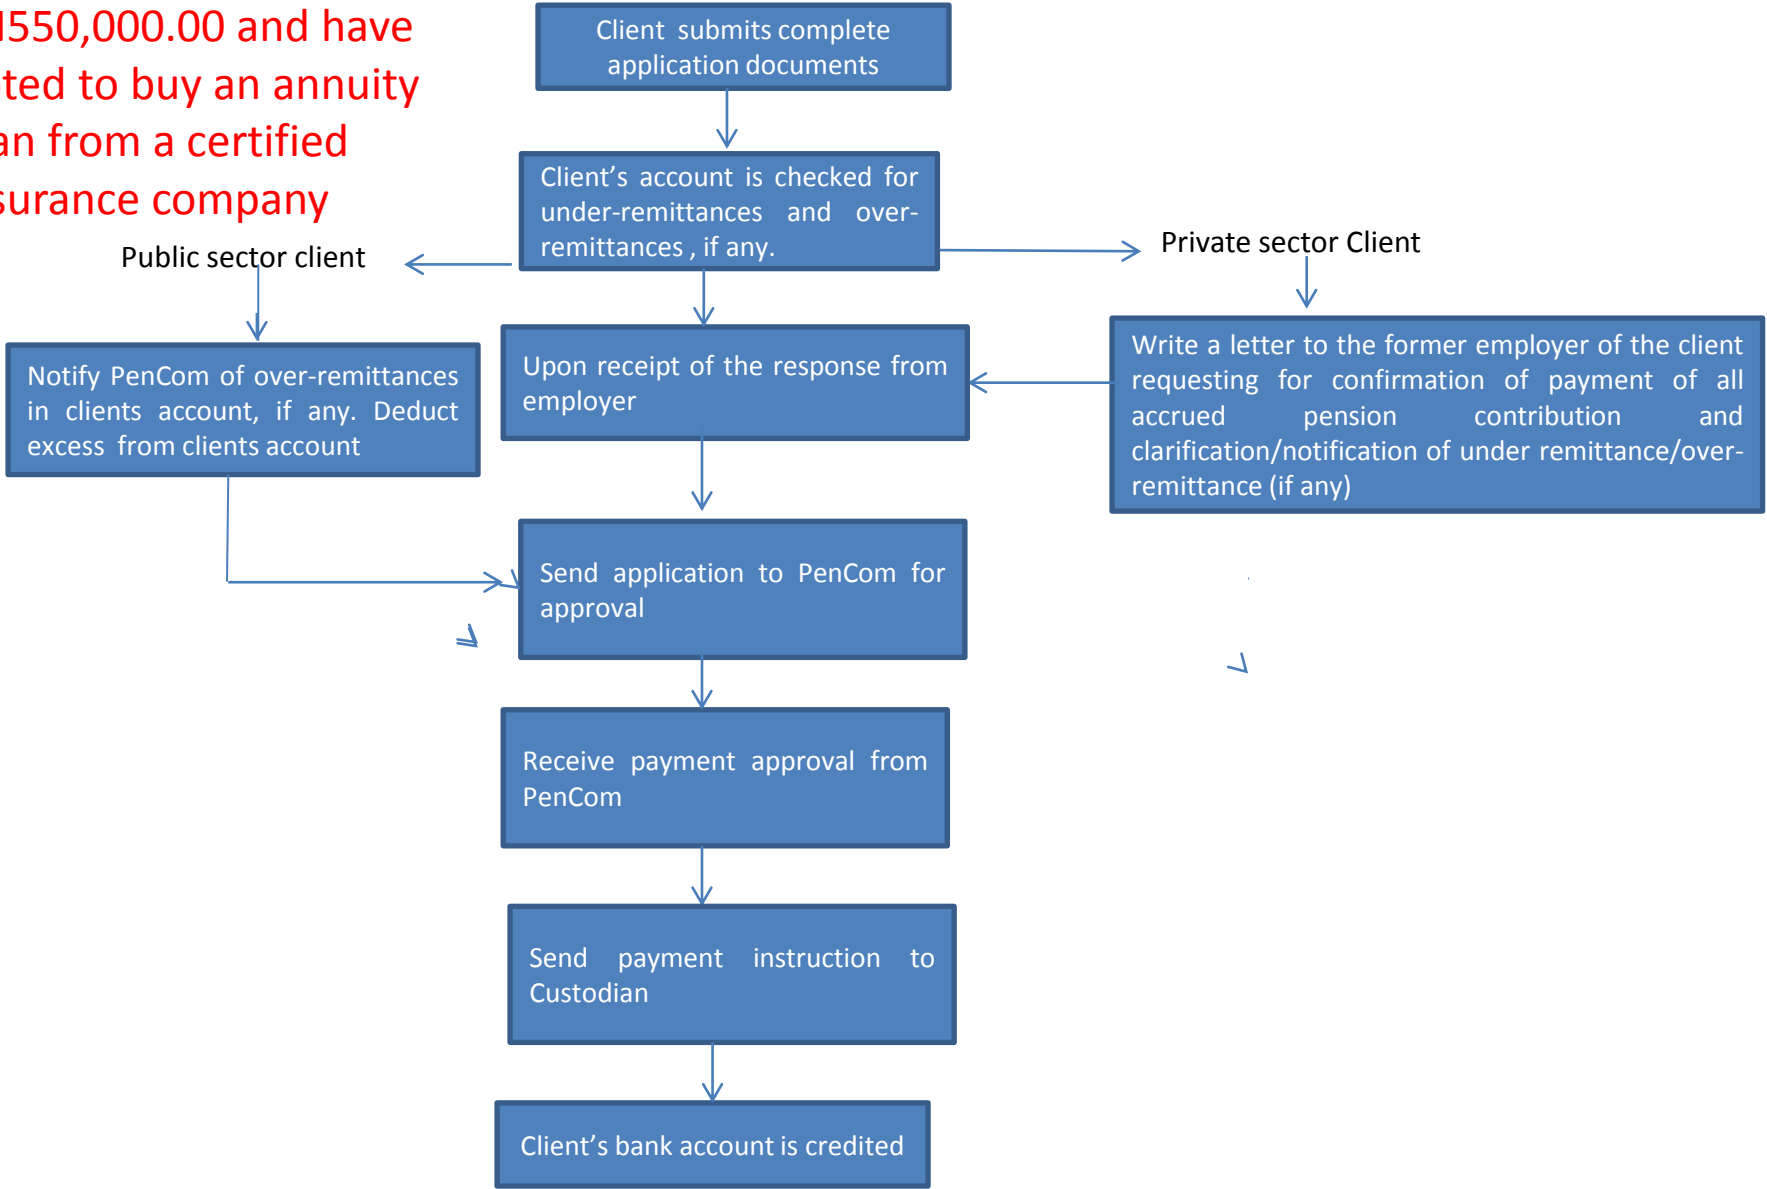 550,000.00 and have
ted to buy an annuity
an from a certified
surance company
Client submits complete
application documents
Client’s account is checked for
under-remittances and over-
remittances , if any.
Public sector client
Private sector Client
Notify PenCom of over-remittances
in clients account, if any. Deduct
excess from clients account
Upon receipt of the response from
employer
Write a letter to the former employer of the client
requesting for confirmation of payment of all
accrued pension contribution and
clarification/notification of under remittance/over-
remittance (if any)
Send application to PenCom for
approval
Receive payment approval from
PenCom
Send payment instruction to
Custodian
Client’s bank account is credited